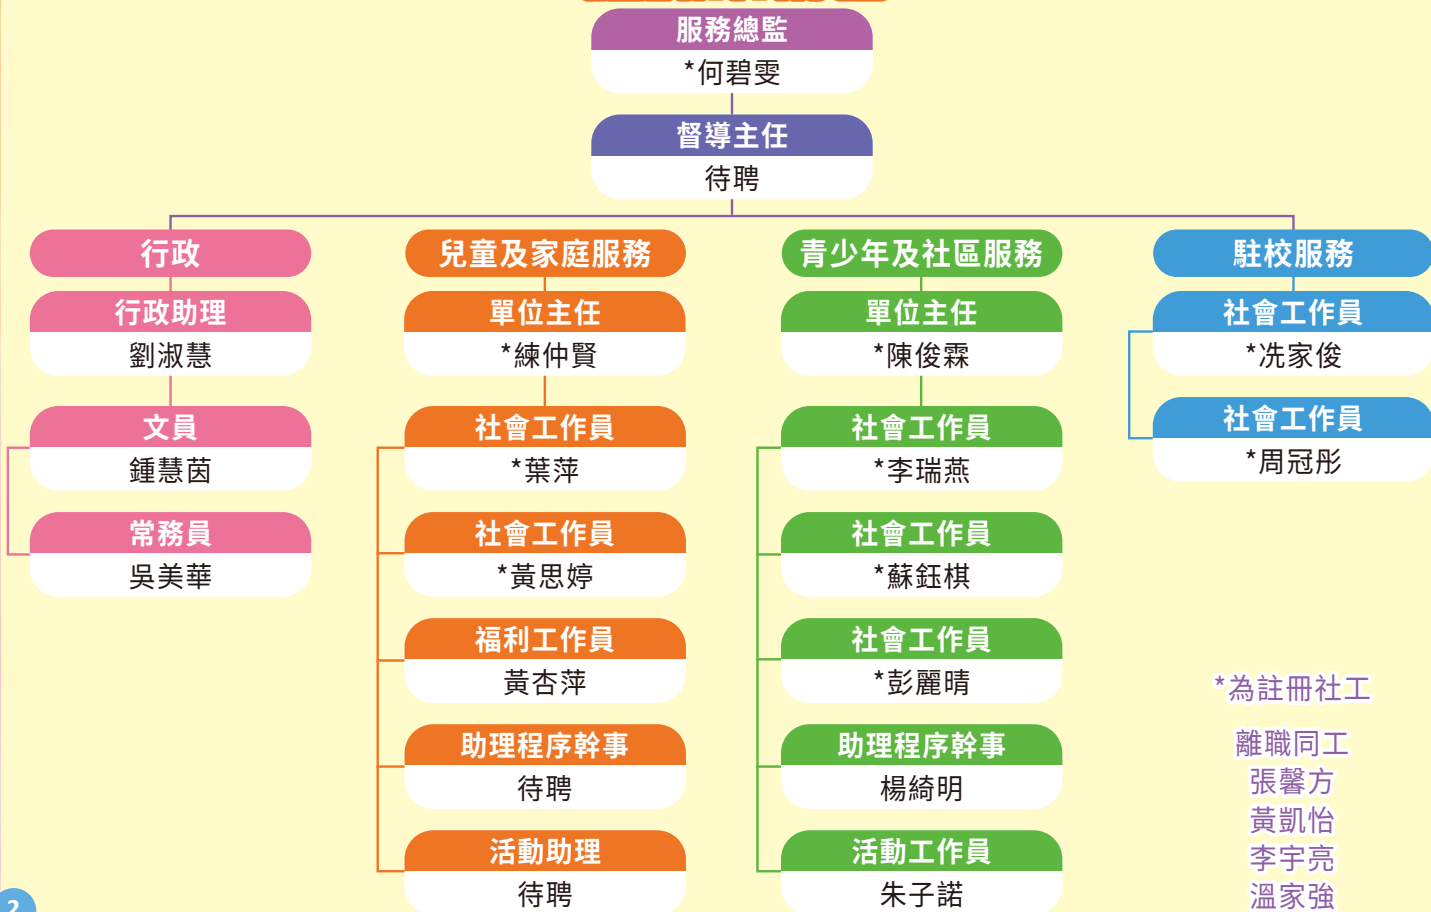 服務總監
*何碧雯
督導主任
待聘
行政
行政助理
劉淑慧
文員
鍾慧茵
常務員
吳美華
兒童及家庭服務
單位主任
*練仲賢
社會工作員
*葉萍
社會工作員
*黃思婷
福利工作員
黃杏萍
助理程序幹事
待聘
活動助理
待聘
青少年及社區服務
單位主任
*陳俊霖
社會工作員
*李瑞燕
社會工作員
*蘇鈺棋
社會工作員
*彭麗晴
助理程序幹事
楊綺明
活動工作員
朱子諾
駐校服務
社會工作員
*冼家俊
社會工作員
*周冠彤
*為註冊社工
離職同工
張馨方
黃凱怡
李宇亮
溫家強
2